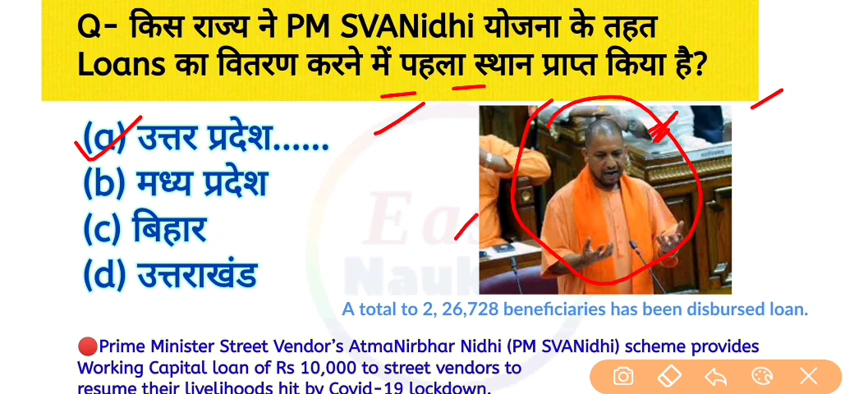 Q- किस राज्य ने PM SVANidhi योजना के तहत
Loans का वितरण करने में पहला स्थान प्राप्त किया है?
(a) उत्तर प्रदेश......
(b) मध्य प्रदेश
(c) बिहार
(d) उत्तराखंड
A total to 2, 26,728 beneficiaries has been disbursed loan.
Prime Minister Street Vendor's AtmaNirbhar Nidhi (PM SVANidhi) scheme provides
Working Capital loan of Rs 10,000 to street vendors to
resume their livelihoods hit by Covid-19 lockdown.